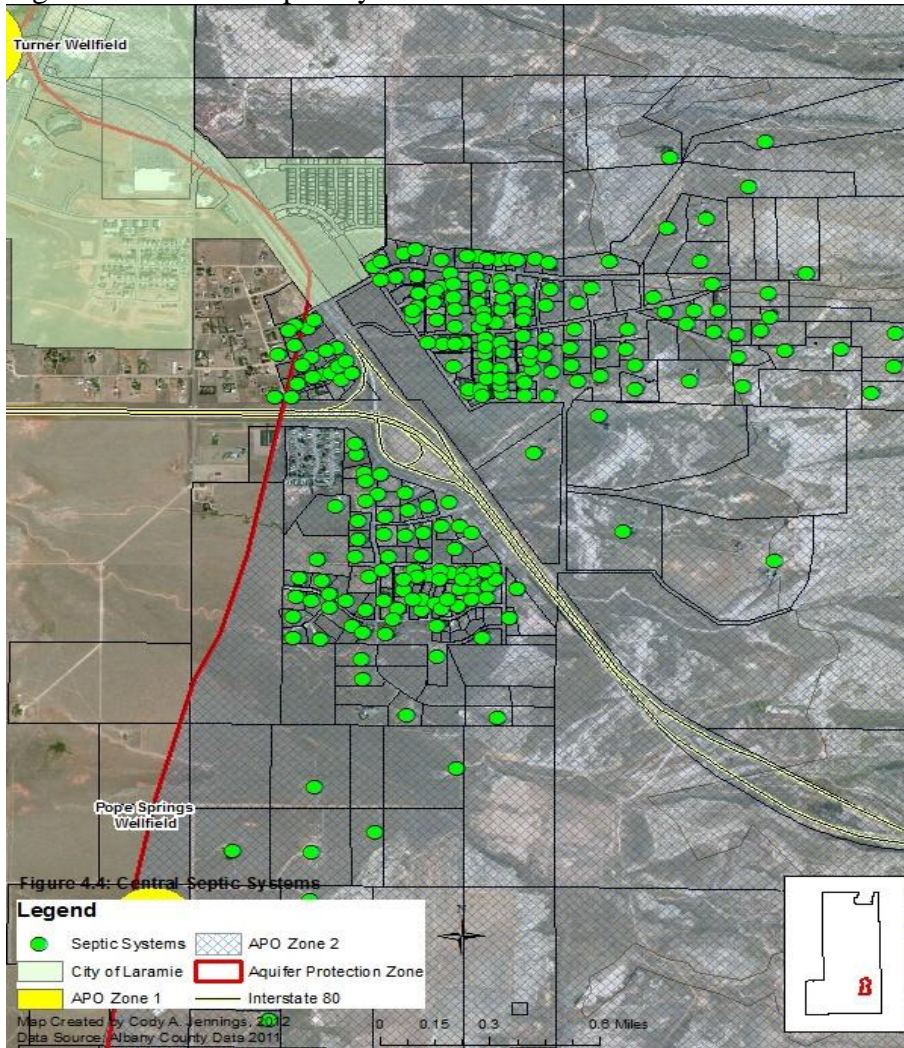 Turner Wellfield
Pope Springs
Wellfield
Figure 4.4: Central Septic Systems
Legend
Septic Systems
APO Zone 2
City of Laramie
Aquifer Protection Zone
APO Zone 1
Interstate 80
Map Created by Cody A. Jennings, 2012
Data Source: Albany County Data 2011
N
0 0.15 0.3 0.6 Miles